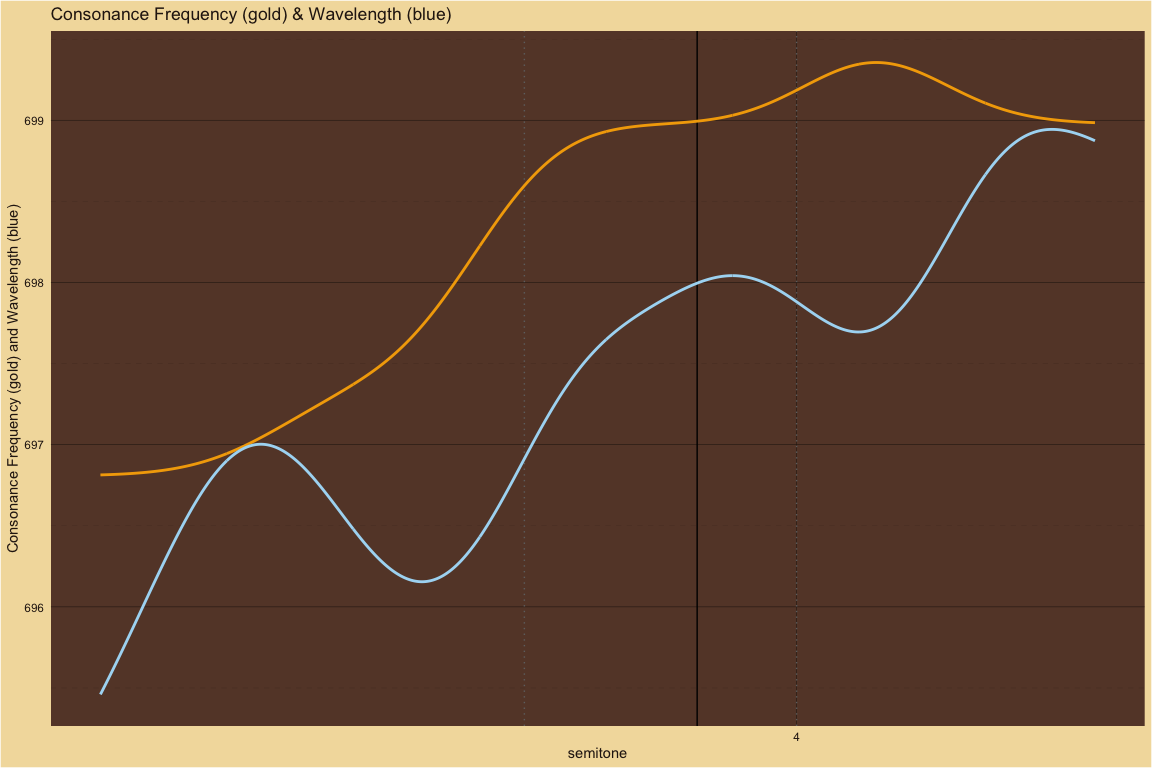 Consonance Frequency (gold) & Wavelength (blue)
Consonance Frequency (gold) and Wavelength (blue)
699
698
697
696
4
semitone